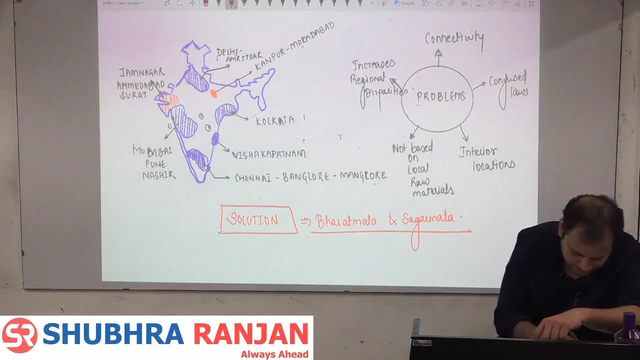 DELHI -
AMRITSAR
KANPUR - MORADABAD
JAMNAGAR
AHMEDABAD
SURAT
KOLKATA
MUMBAI
PUNE
NASHIK
VISHAKAPATNAM
CHENNAI - BANGLORE - MANGLORE
Connectivity
Increases
Regional
disparities
PROBLEMS
Confused
laws
Not based
on
Local
Raw
materials
Interior
locations
SOLUTION ⇒ Bharatmala & Sagarmala.
SR SHUBHRA RANJAN
Always Ahead